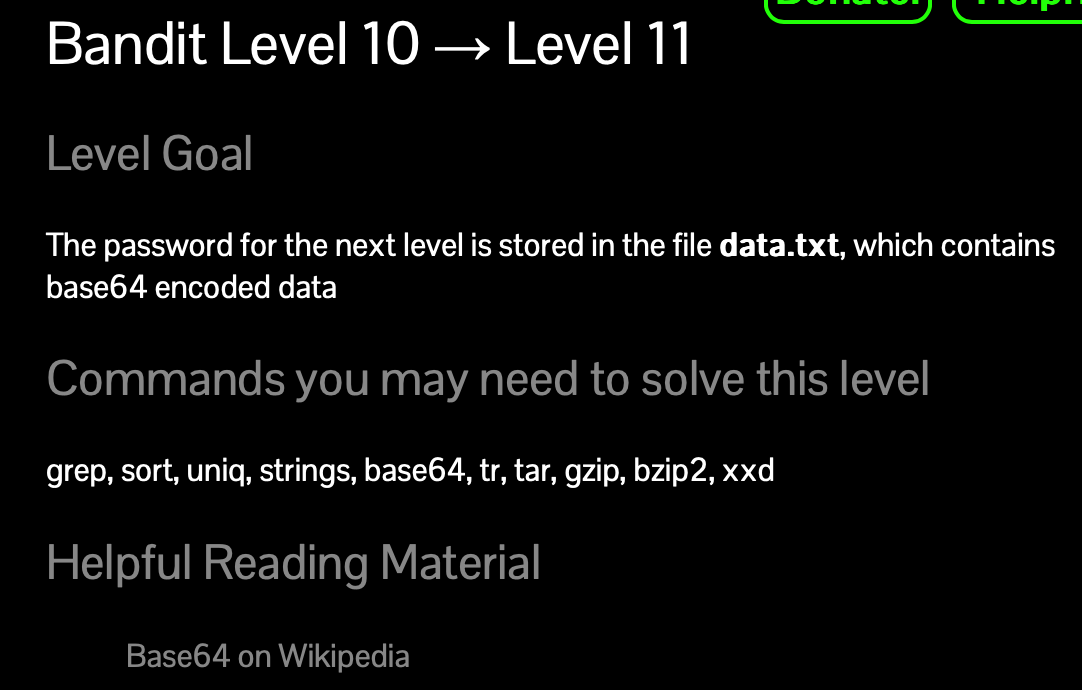 Bandit Level 10 → Level 11
Level Goal
The password for the next level is stored in the file data.txt, which contains
base64 encoded data
Commands you may need to solve this level
grep, sort, uniq, strings, base64, tr, tar, gzip, bzip2, xxd
Helpful Reading Material
Base64 on Wikipedia